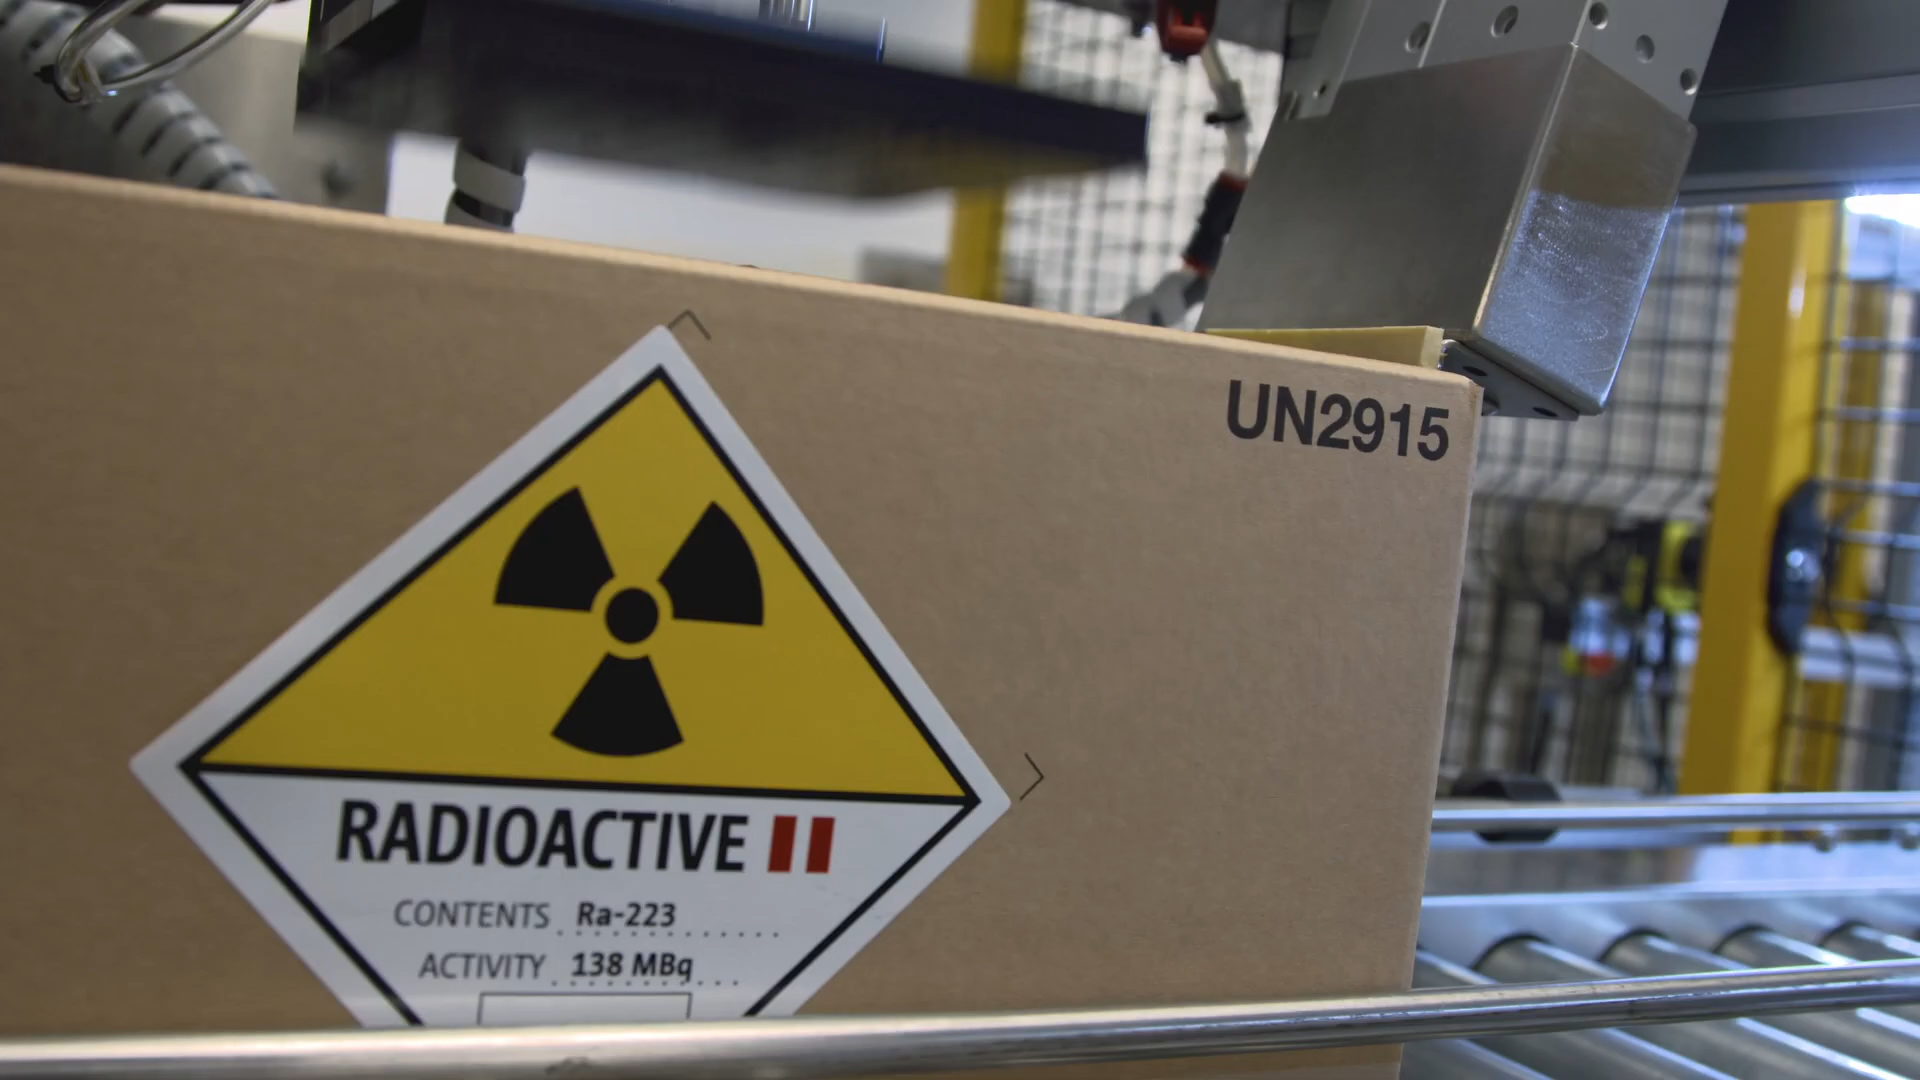 UN2915
RADIOACTIVE II
CONTENTS Ra-223
ACTIVITY 138 MBq